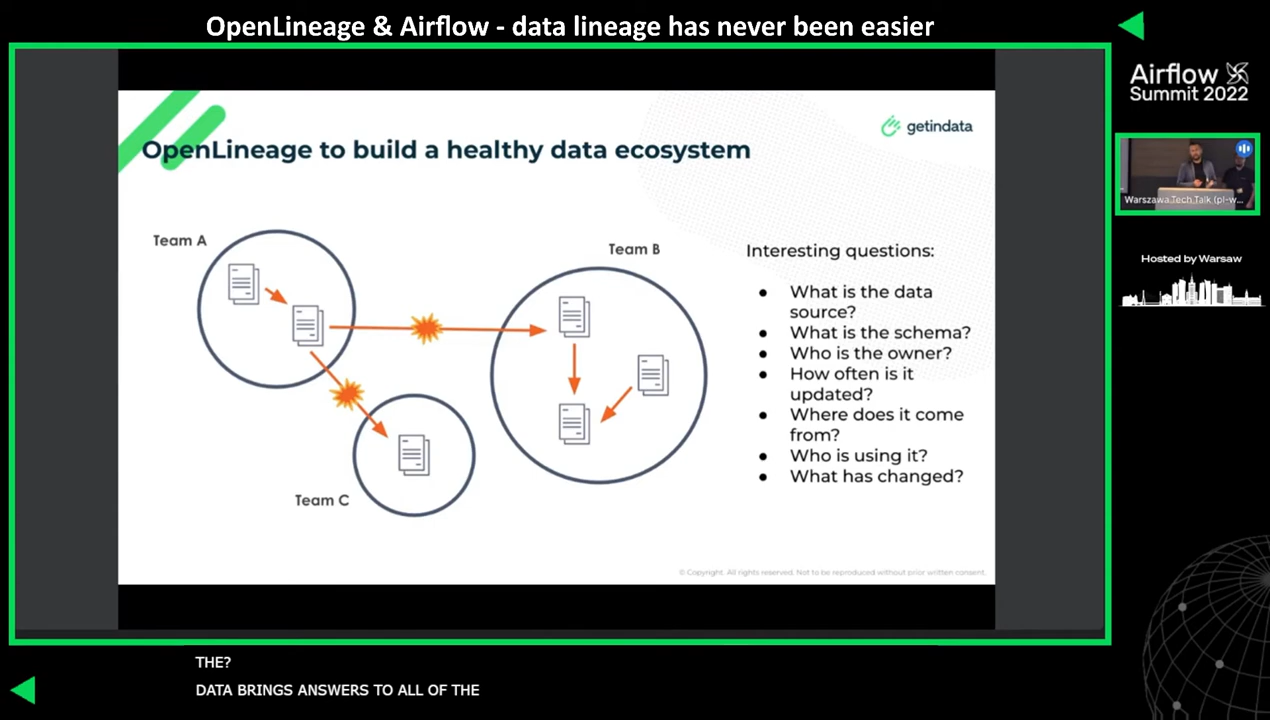 OpenLineage & Airflow - data lineage has never been easier
Airflow
Summit 2022
getindata
OpenLineage to build a healthy data ecosystem
Warszawa.Tech.Talk (pl-w...
Team A
Team B
Team C
Interesting questions:
● What is the data
source?
● What is the schema?
● Who is the owner?
● How often is it
updated?
● Where does it come
from?
● Who is using it?
● What has changed?
Hosted by Warsaw
© Copyright. All rights reserved. Not to be reproduced without prior written consent.
THE?
DATA BRINGS ANSWERS TO ALL OF THE